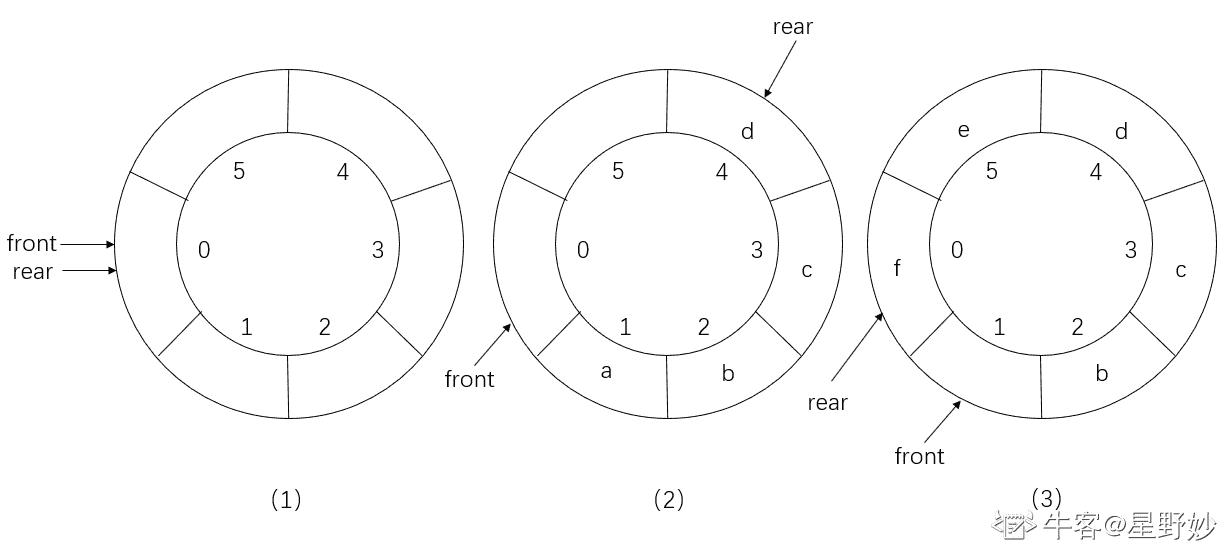 rear
e d
d
5 4 5 4 5 4
front
rear
0 3 0 3 c f 0 3 c
1 2 1 2 1 2
a b b
front
rear
front
(1) (2) (3)
牛客@星野妙